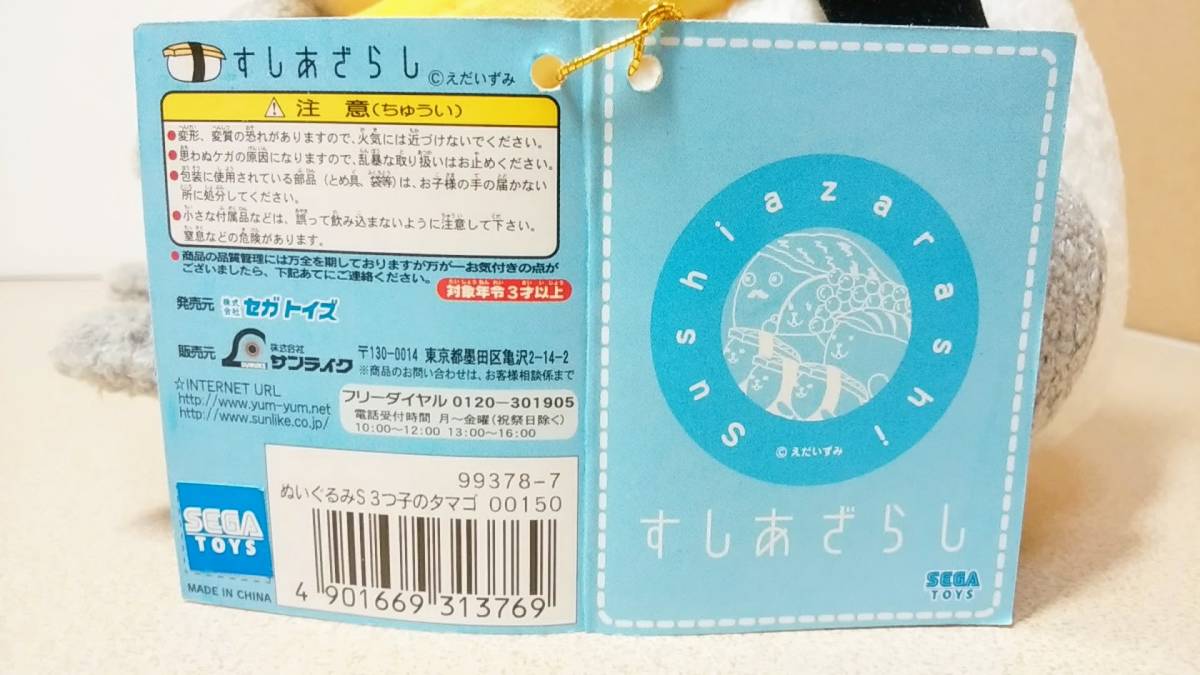 すしあざらし
©えだいずみ
⚠ 注 意(ちゅうい)
●変形、変質の恐れがありますので、火気には近づけないでください。
●思わぬケガの原因になりますので、乱暴な取り扱いはお止めください。
●包装に使用されている部品(とめ具、袋等)は、お子様の手の届かない
所に処分してください。
●小さな付属品などは、誤って飲み込まないように注意して下さい。
窒息などの危険があります。
●商品の品質管理には万全を期しておりますが万が一お気付きの点が
ございましたら、下記あてにご連絡ください。
対象年令3才以上
発売元 株式会社 セガトイズ
販売元 株式会社 サンライク
〒130-0014 東京都墨田区亀沢2-14-2
※商品のお問い合わせは、お客様相談係まで
☆INTERNET URL
http://www.yum-yum.net
http://www.sunlike.co.jp/
フリーダイヤル 0120-301905
電話受付時間 月〜金曜(祝祭日除く)
10:00〜12:00 13:00〜16:00
99378-7
ぬいぐるみS3つ子のタマゴ 00150
4 901669 313769
SEGA
TOYS
MADE IN CHINA
Sushiazarashi
©えだいずみ
すしあざらし
SEGA
TOYS